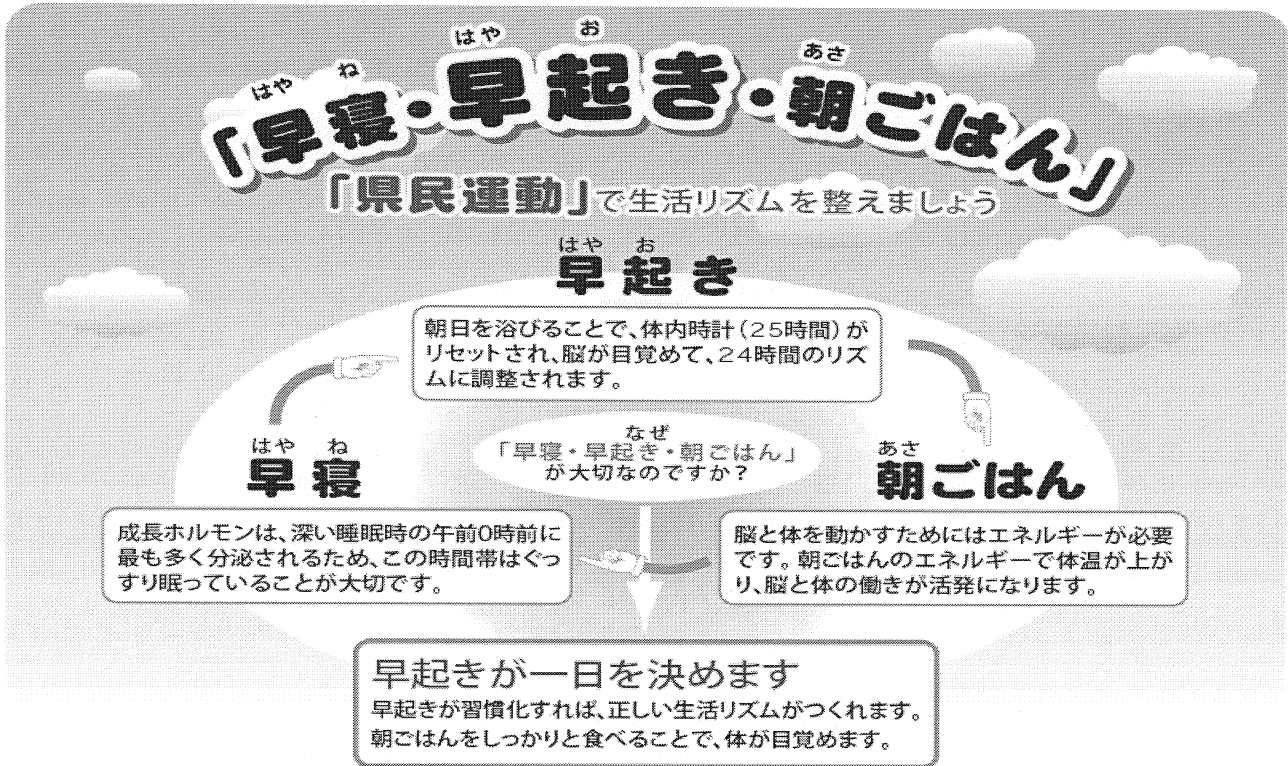 はや ね はや お あさ
「早寝・早起き・朝ごはん」
「県民運動」で生活リズムを整えましょう
はや お
早起き
朝日を浴びることで、体内時計(25時間)が
リセットされ、脳が目覚めて、24時間のリズ
ムに調整されます。
はや ね
早寝
成長ホルモンは、深い睡眠時の午前0時前に
最も多く分泌されるため、この時間帯はぐっ
すり眠っていることが大切です。
なぜ
「早寝・早起き・朝ごはん」
が大切なのですか?
あさ
朝ごはん
脳と体を動かすためにはエネルギーが必要
です。朝ごはんのエネルギーで体温が上が
り、脳と体の働きが活発になります。
早起きが一日を決めます
早起きが習慣化すれば、正しい生活リズムがつくれます。
朝ごはんをしっかりと食べることで、体が目覚めます。